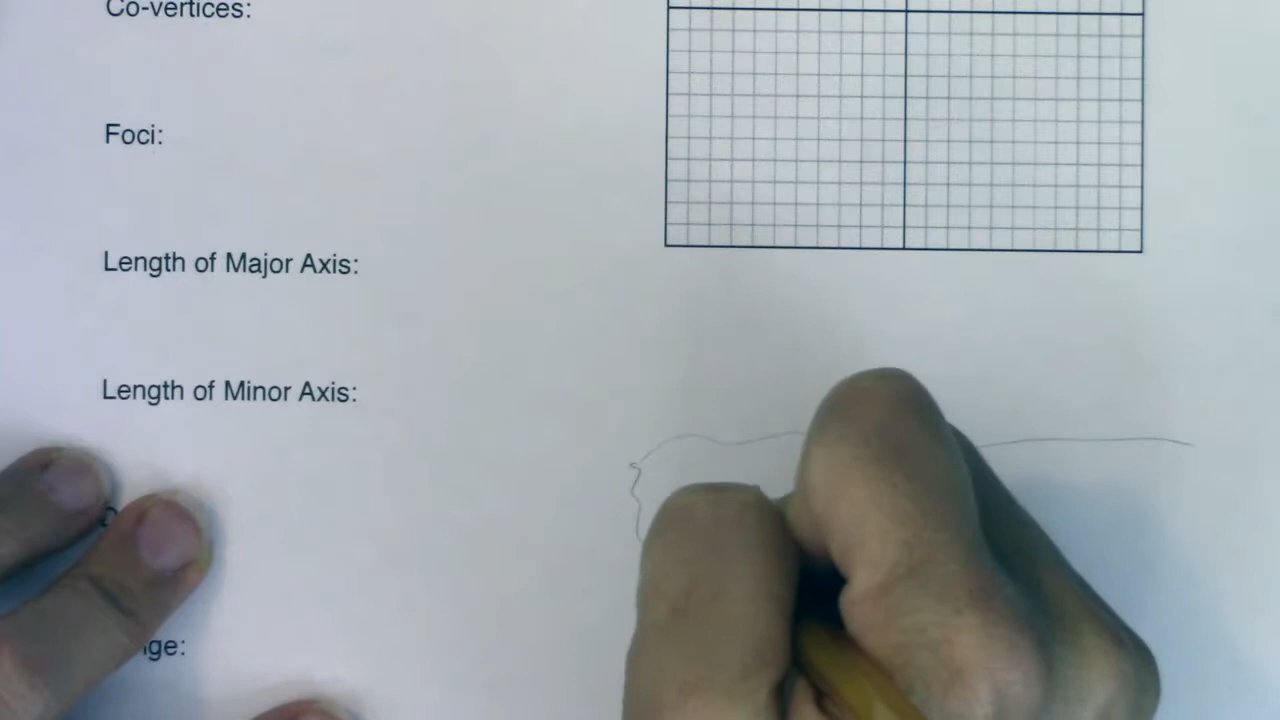 Co-vertices:
Foci:
Length of Major Axis:
Length of Minor Axis: